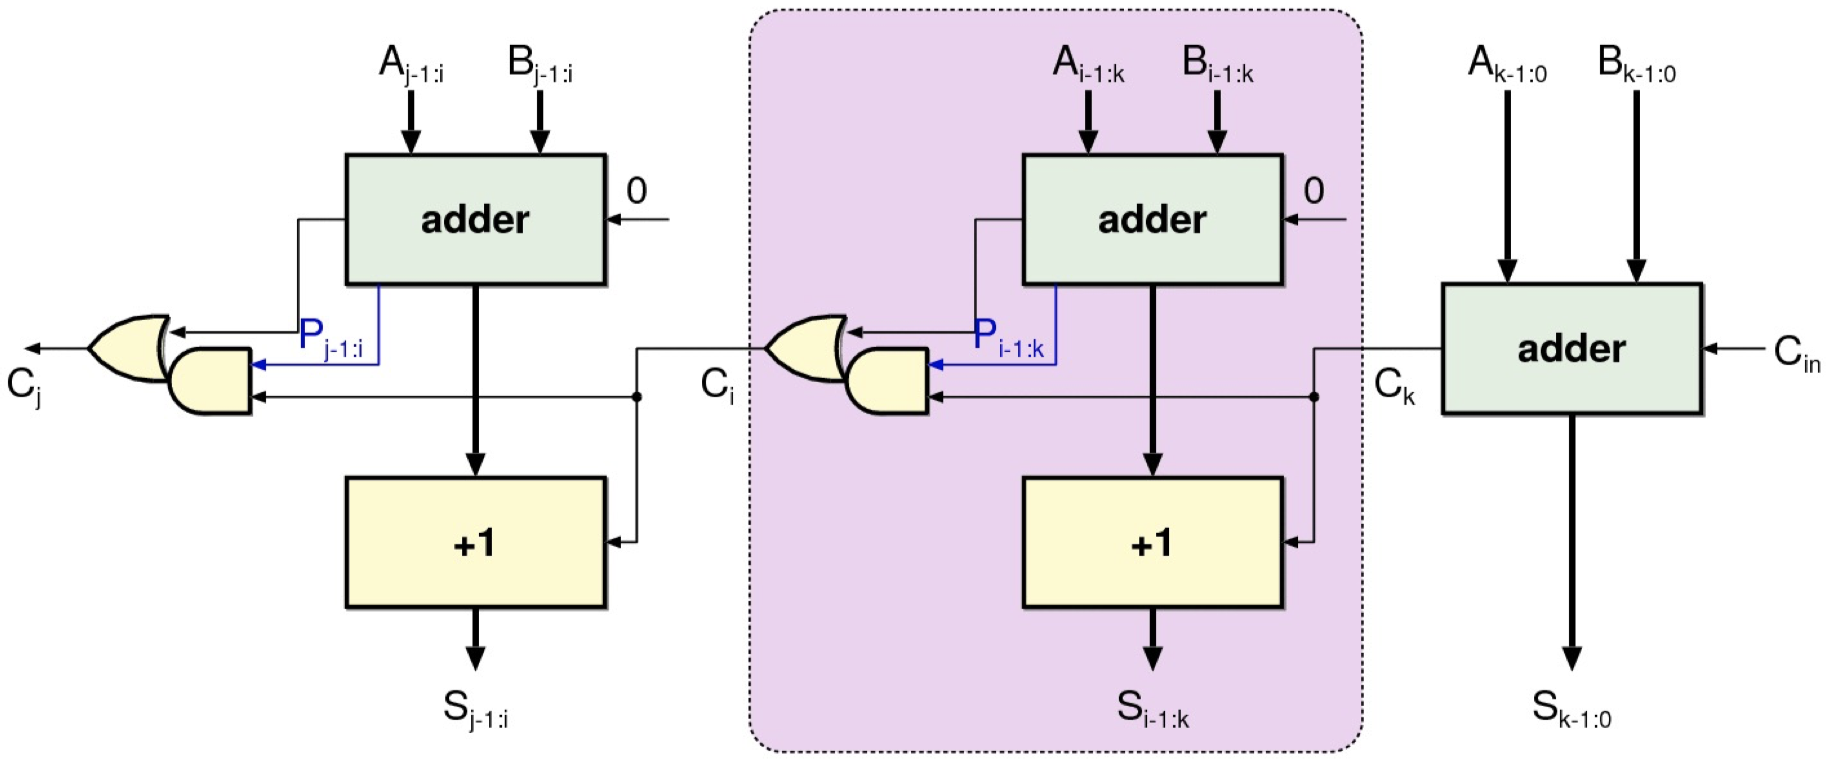 A_{j-1:i} B_{j-1:i} A_{i-1:k} B_{i-1:k} A_{k-1:0} B_{k-1:0}
adder 0 adder 0
P_{j-1:i} P_{i-1:k} adder C_{in}
C_j C_i C_k
+1 +1
S_{j-1:i} S_{i-1:k} S_{k-1:0}